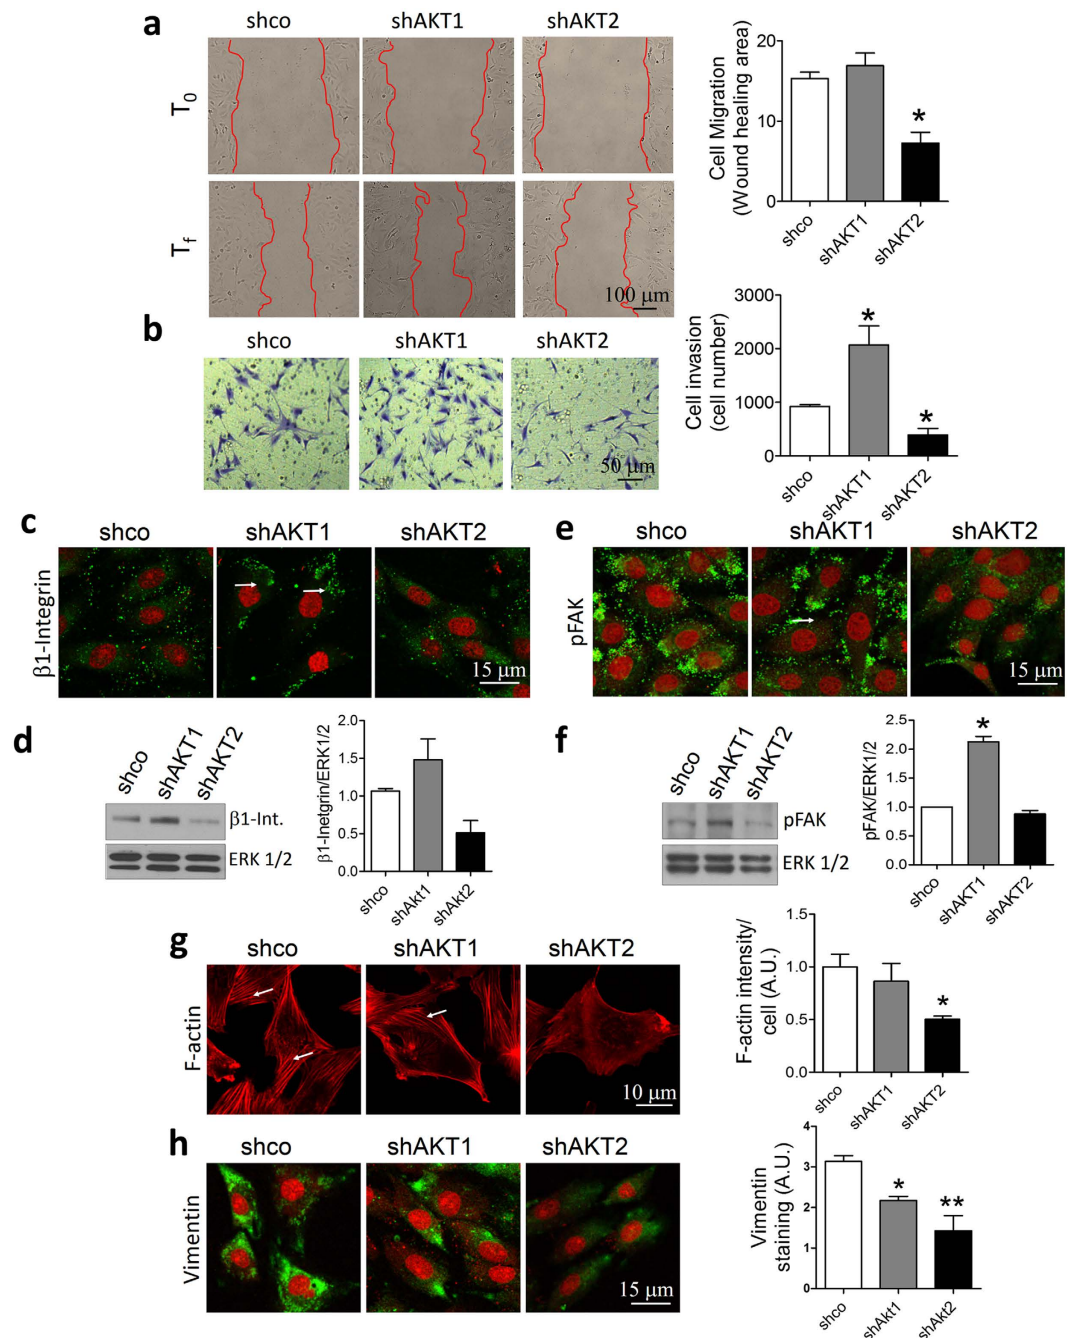 a
shco shAKT1 shAKT2
T0
Tf
100 μm
Cell Migration
(Wound healing area)
20
10
0
*
shco shAKT1 shAKT2
b
shco shAKT1 shAKT2
50 μm
Cell invasion
(cell number)
3000
2000
1000
0
* *
shco shAKT1 shAKT2
c
shco shAKT1 shAKT2
β1-Integrin
15 μm
e
shco shAKT1 shAKT2
pFAK
15 μm
d
shco shAKT1 shAKT2
β1-Int.
ERK 1/2
β1-Inetgrin/ERK1/2
2.0
1.5
1.0
0.5
0.0
shco shAkt1 shAkt2
f
shco shAKT1 shAKT2
pFAK
ERK 1/2
pFAK/ERK1/2
2.5
2.0
1.5
1.0
0.5
0.0
*
shco shAKT1 shAKT2
g
shco shAKT1 shAKT2
F-actin
10 μm
F-actin intensity/
cell (A.U.)
1.5
1.0
0.5
0.0
*
shco shAKT1 shAKT2
h
shco shAKT1 shAKT2
Vimentin
15 μm
Vimentin
staining (A.U.)
4
3
2
1
0
* **
shco shAkt1 shAkt2